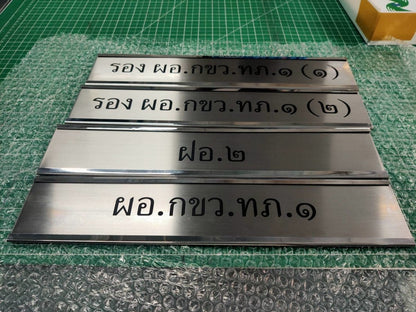 รอง ผอ.กขว.ทภ.๑ (๑)
รอง ผอ.กขว.ทภ.๑ (๒)
ฝอ.๒
ผอ.กขว.ทภ.๑